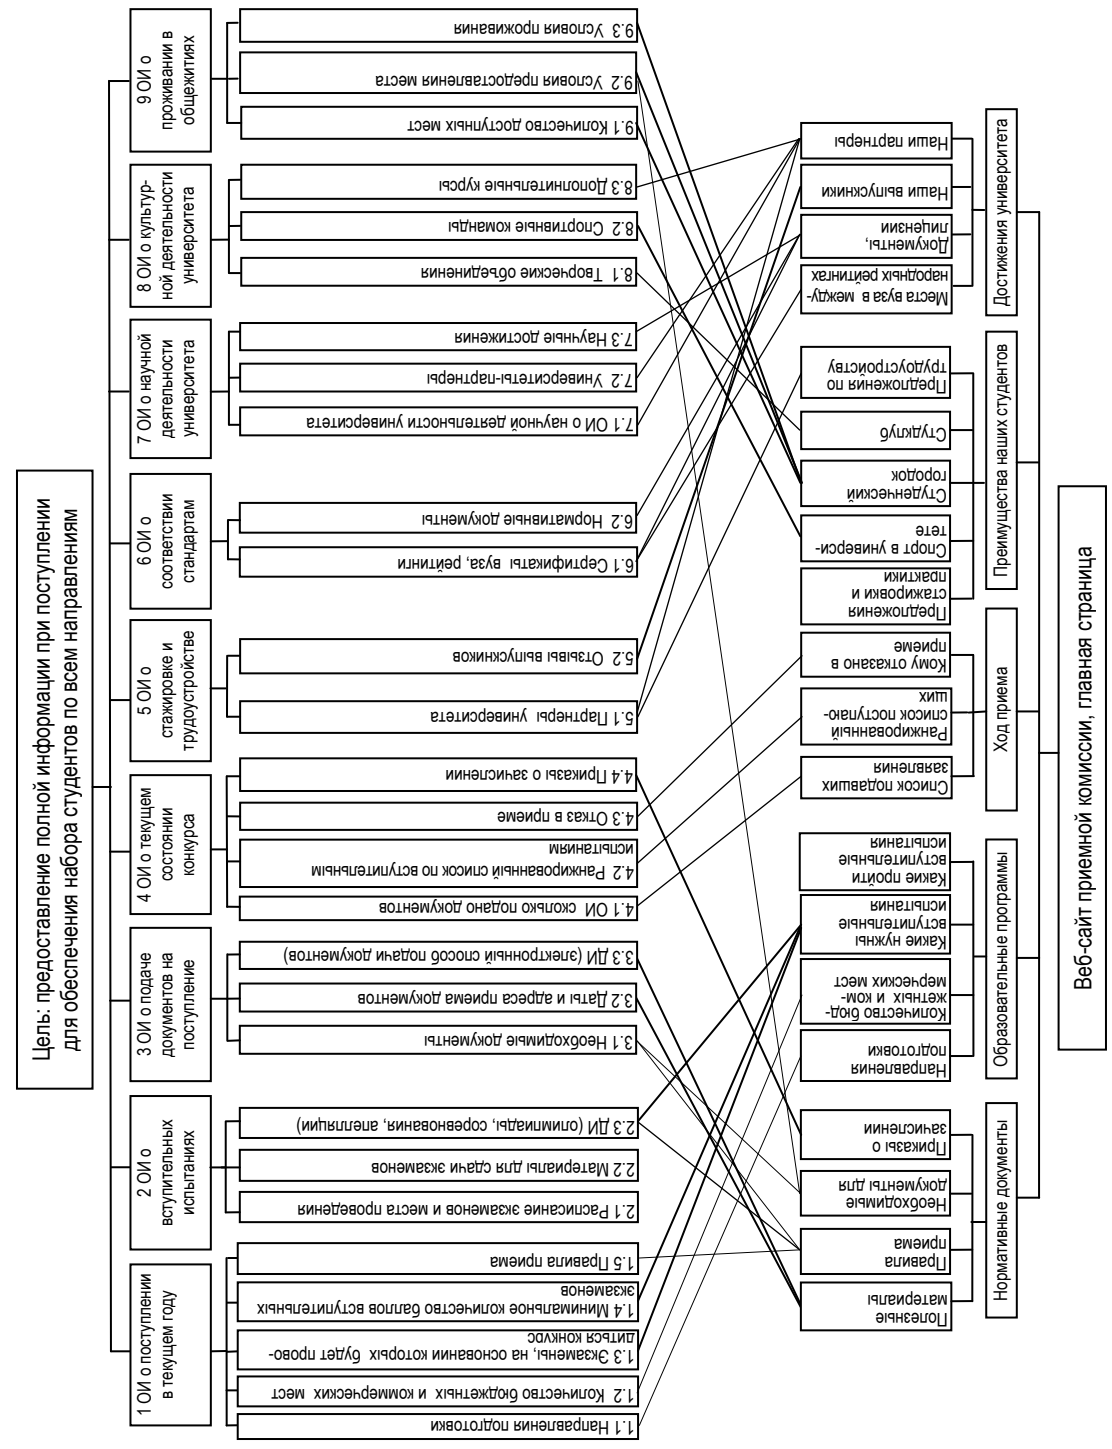 Цель: предоставление полной информации при поступлении
для обеспечения набора студентов по всем направлениям
1 ОИ о поступлении
в текущем году
2 ОИ о
вступительных
испытаниях
3 ОИ о подаче
документов на
поступление
4 ОИ о текущем
состоянии
конкурса
5 ОИ о
стажировке и
трудоустройстве
6 ОИ о
соответствии
стандартам
7 ОИ о научной
деятельности
университета
8 ОИ о культур-
ной деятельности
университета
9 ОИ о
проживании в
общежитиях
1.1 Направления подготовки
1.2 Количество бюджетных и коммерческих мест
1.3 Экзамены, на основании которых будет прово-
диться конкурс
1.4 Минимальное количество баллов вступительных
экзаменов
1.5 Правила приема
2.1 Расписание экзаменов и места проведения
2.2 Материалы для сдачи экзаменов
2.3 ДИ (олимпиады, соревнования, апелляции)
3.1 Необходимые документы
3.2 Даты и адреса приема документов
3.3 ДИ (электронный способ подачи документов)
4.1 ОИ сколько подано документов
4.2 Ранжированный список по вступительным
испытаниям
4.3 Отказ в приеме
4.4 Приказы о зачислении
5.1 Партнеры университета
5.2 Отзывы выпускников
6.1 Сертификаты вуза, рейтинги
6.2 Нормативные документы
7.1 ОИ о научной деятельности университета
7.2 Университеты-партнеры
7.3 Научные достижения
8.1 Творческие объединения
8.2 Спортивные команды
8.3 Дополнительные курсы
9.1 Количество доступных мест
9.2 Условия предоставления места
9.3 Условия проживания
Полезные
материалы
Правила
приема
Необходимые
документы для
Приказы о
зачислении
Направления
подготовки
Количество бюд-
жетных и ком-
мерческих мест
Какие нужны
вступительные
испытания
Какие пройти
вступительные
испытания
Список подавших
заявления
Ранжированный
список поступаю-
щих
Кому отказано в
приеме
Предложения
стажировки и
практики
Спорт в универси-
тете
Студенческий
городок
Студклуб
Предложения по
трудоустройству
Места вуза в между-
народных рейтингах
Документы,
лицензии
Наши выпускники
Наши партнеры
Нормативные документы
Образовательные программы
Ход приема
Преимущества наших студентов
Достижения университета
Веб-сайт приемной комиссии, главная страница